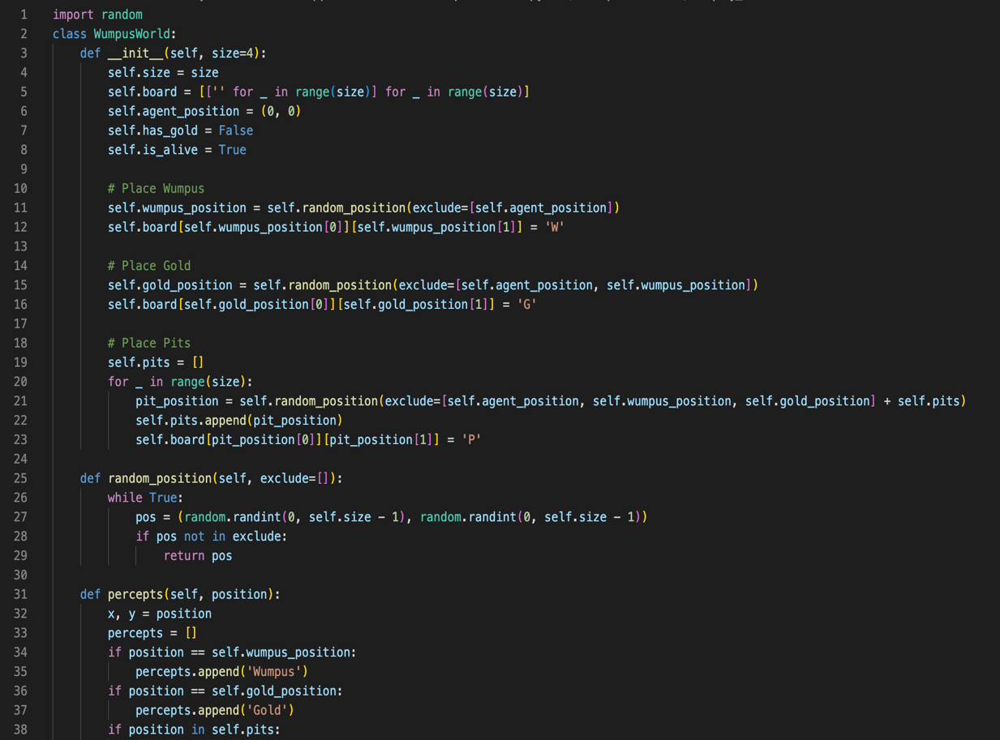 1 import random
2 class WumpusWorld:
3     def __init__(self, size=4):
4         self.size = size
5         self.board = [['' for _ in range(size)] for _ in range(size)]
6         self.agent_position = (0, 0)
7         self.has_gold = False
8         self.is_alive = True
9
10         # Place Wumpus
11         self.wumpus_position = self.random_position(exclude=[self.agent_position])
12         self.board[self.wumpus_position[0]][self.wumpus_position[1]] = 'W'
13
14         # Place Gold
15         self.gold_position = self.random_position(exclude=[self.agent_position, self.wumpus_position])
16         self.board[self.gold_position[0]][self.gold_position[1]] = 'G'
17
18         # Place Pits
19         self.pits = []
20         for _ in range(size):
21             pit_position = self.random_position(exclude=[self.agent_position, self.wumpus_position, self.gold_position] + self.pits)
22             self.pits.append(pit_position)
23             self.board[pit_position[0]][pit_position[1]] = 'P'
24
25     def random_position(self, exclude=[]):
26         while True:
27             pos = (random.randint(0, self.size - 1), random.randint(0, self.size - 1))
28             if pos not in exclude:
29                 return pos
30
31     def percepts(self, position):
32         x, y = position
33         percepts = []
34         if position == self.wumpus_position:
35             percepts.append('Wumpus')
36         if position == self.gold_position:
37             percepts.append('Gold')
38         if position in self.pits: